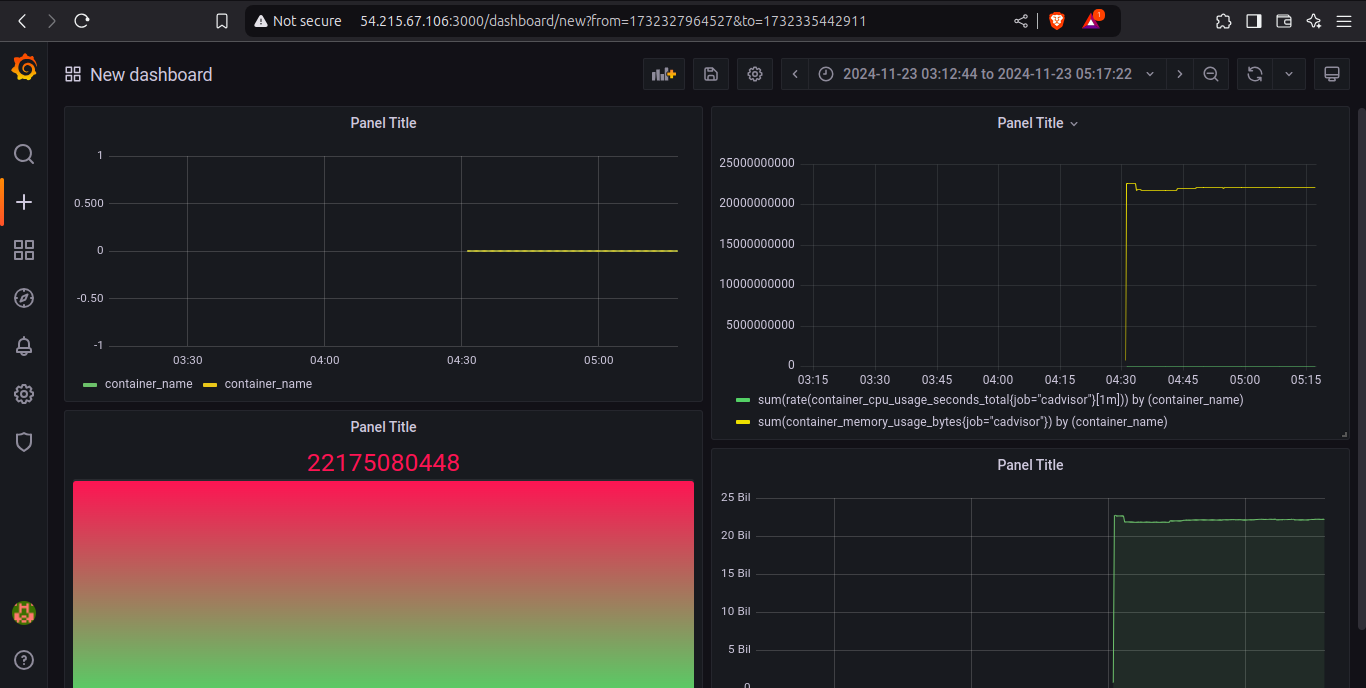 Not secure 54.215.67.106:3000/dashboard/new?from=1732327964527&to=1732335442911 1
New dashboard 2024-11-23 03:12:44 to 2024-11-23 05:17:22
Panel Title
1
0.500
0
-0.50
-1
03:30 04:00 04:30 05:00
container_name container_name
Panel Title
25000000000
20000000000
15000000000
10000000000
5000000000
0
03:15 03:30 03:45 04:00 04:15 04:30 04:45 05:00 05:15
sum(rate(container_cpu_usage_seconds_total{job="cadvisor"}[1m])) by (container_name)
sum(container_memory_usage_bytes{job="cadvisor"}) by (container_name)
Panel Title
22175080448
Panel Title
25 Bil
20 Bil
15 Bil
10 Bil
5 Bil
0